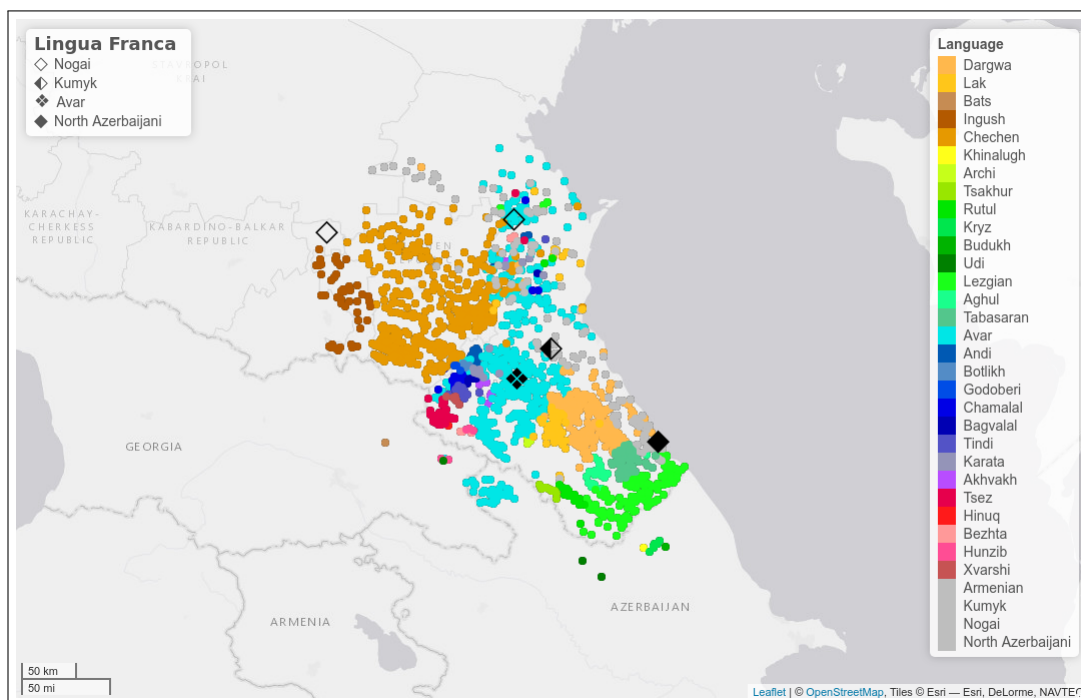 Lingua Franca
Nogai
Kumyk
Avar
North Azerbaijani
KARACHAY-
CHERKESS
REPUBLIC
KABARDINO-BALKAR
REPUBLIC
GEORGIA
ARMENIA
AZERBAIJAN
50 km
50 mi
Language
Dargwa
Lak
Bats
Ingush
Chechen
Khinalugh
Archi
Tsakhur
Rutul
Kryz
Budukh
Udi
Lezgian
Aghul
Tabasaran
Avar
Andi
Botlikh
Godoberi
Chamalal
Bagvalal
Tindi
Karata
Akhvakh
Tsez
Hinuq
Bezhta
Hunzib
Xvarshi
Armenian
Kumyk
Nogai
North Azerbaijani
Leaflet | © OpenStreetMap, Tiles © Esri — Esri, DeLorme, NAVTEQ